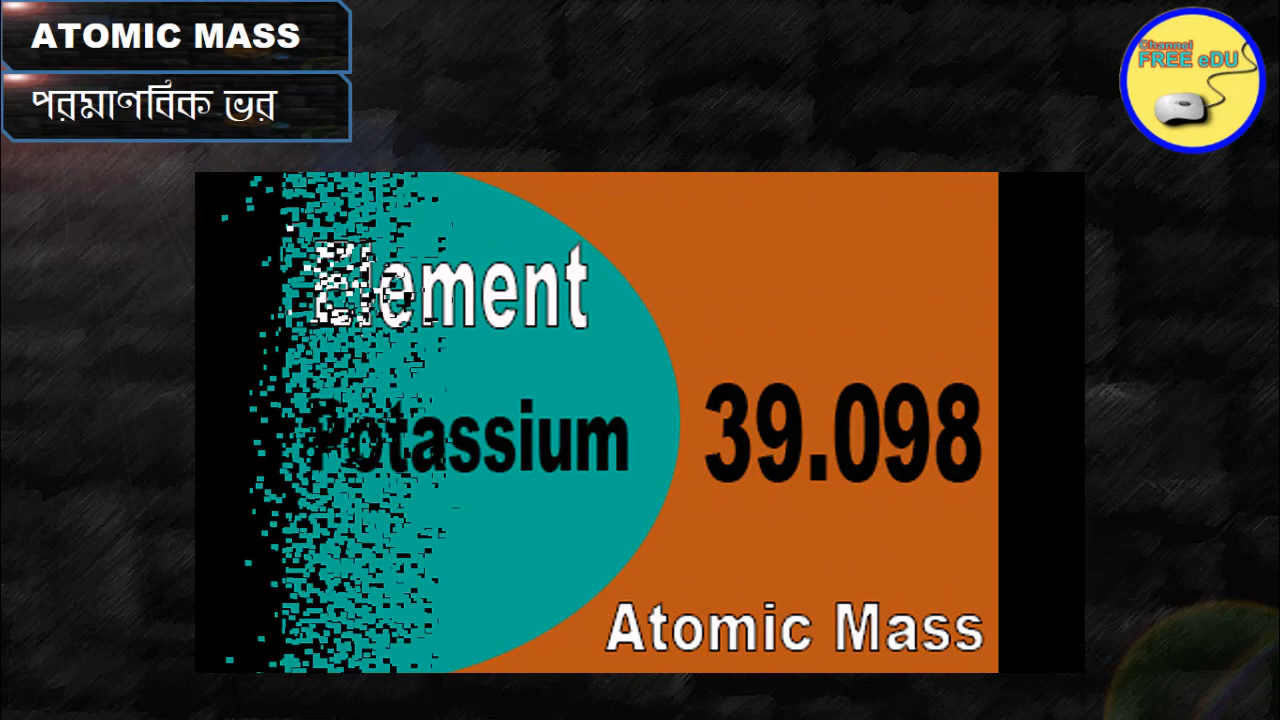 ATOMIC MASS
পরমাণবিক ভর
Channel
FREE eDU
Element
Potassium
39.098
Atomic Mass